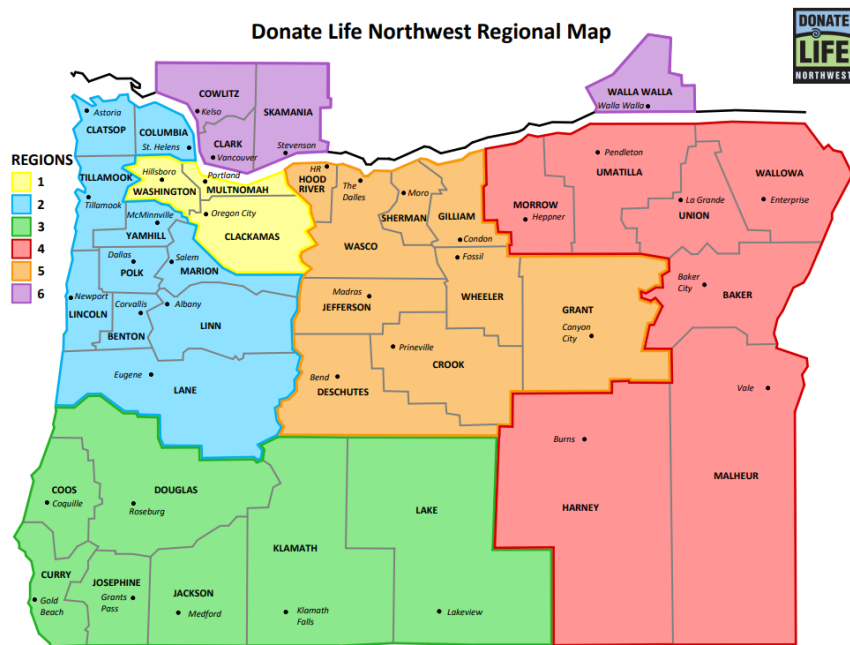 Donate Life Northwest Regional Map
DONATE
LIFE
NORTHWEST
REGIONS
1
2
3
4
5
6
COWLITZ
Kelso
SKAMANIA
CLARK
Vancouver
Stevenson
WALLA WALLA
Walla Walla
Astoria
CLATSOP
COLUMBIA
St. Helens
TILLAMOOK
Tillamook
Hillsboro
WASHINGTON
Portland
MULTNOMAH
Oregon City
CLACKAMAS
McMinnville
YAMHILL
Dallas
POLK
Salem
MARION
Newport
LINCOLN
Corvallis
BENTON
Albany
LINN
Eugene
LANE
HR
HOOD
RIVER
The
Dalles
Moro
SHERMAN
GILLIAM
Condon
Fossil
WASCO
Madras
JEFFERSON
WHEELER
Prineville
CROOK
Bend
DESCHUTES
GRANT
Canyon
City
MORROW
Heppner
Pendleton
UMATILLA
La Grande
UNION
WALLOWA
Enterprise
Baker
City
BAKER
Vale
MALHEUR
Burns
HARNEY
COOS
Coquille
DOUGLAS
Roseburg
CURRY
Gold
Beach
JOSEPHINE
Grants
Pass
JACKSON
Medford
KLAMATH
Klamath
Falls
LAKE
Lakeview